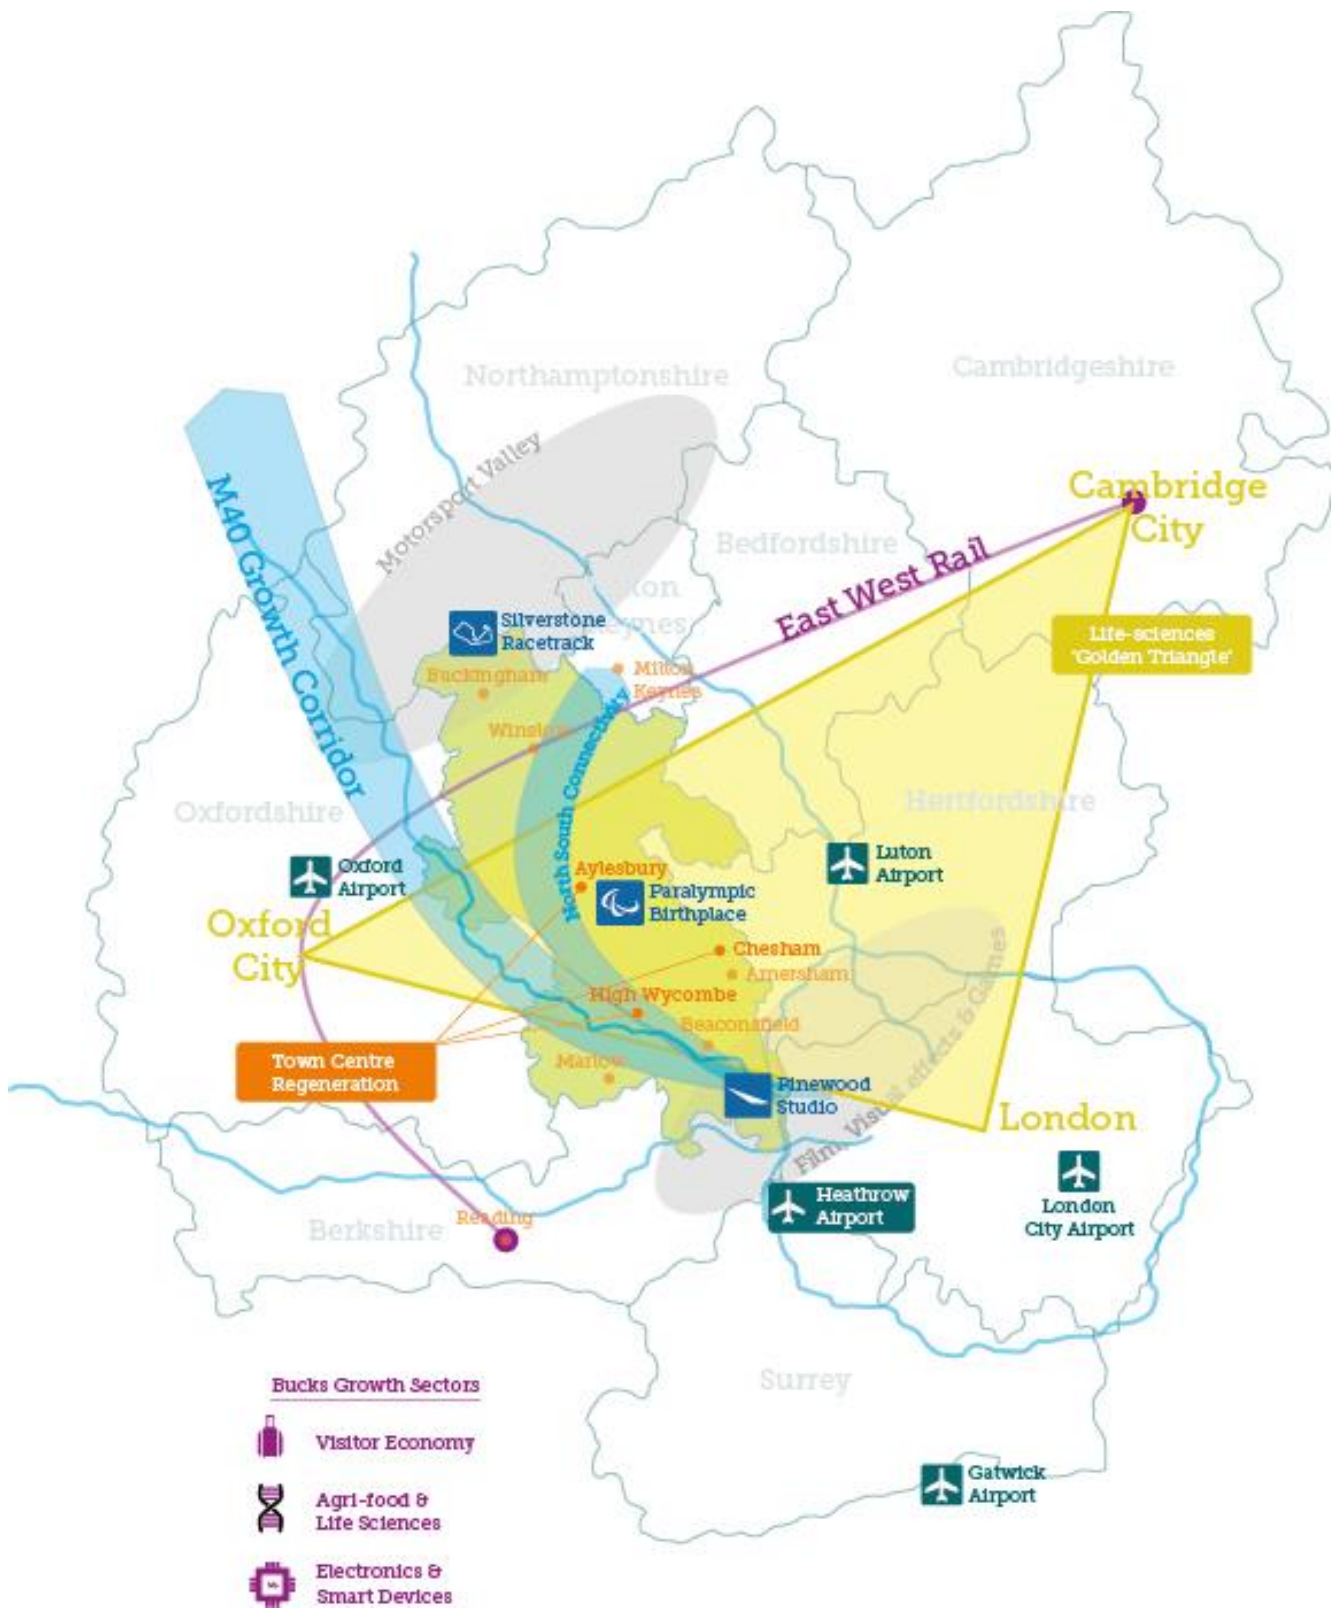 Northamptonshire
Cambridgeshire
Motorsport Valley
M40 Growth Corridor
Cambridge
City
Bedfordshire
East West Rail
Silverstone
Racetrack
Life-sciences
'Golden Triangle'
Buckingham
Milton
Keynes
North South Connectivity
Oxfordshire
Hertfordshire
Oxford
Airport
Luton
Airport
Aylesbury
Paralympic
Birthplace
Oxford
City
Chesham
Amersham
High Wycombe
Beaconsfield
Town Centre
Regeneration
Marlow
Pinewood
Studio
Film, Visual effects & Games
London
Heathrow
Airport
London
City Airport
Berkshire
Reading
Surrey
Bucks Growth Sectors
Visitor Economy
Gatwick
Airport
Agri-food &
Life Sciences
Electronics &
Smart Devices